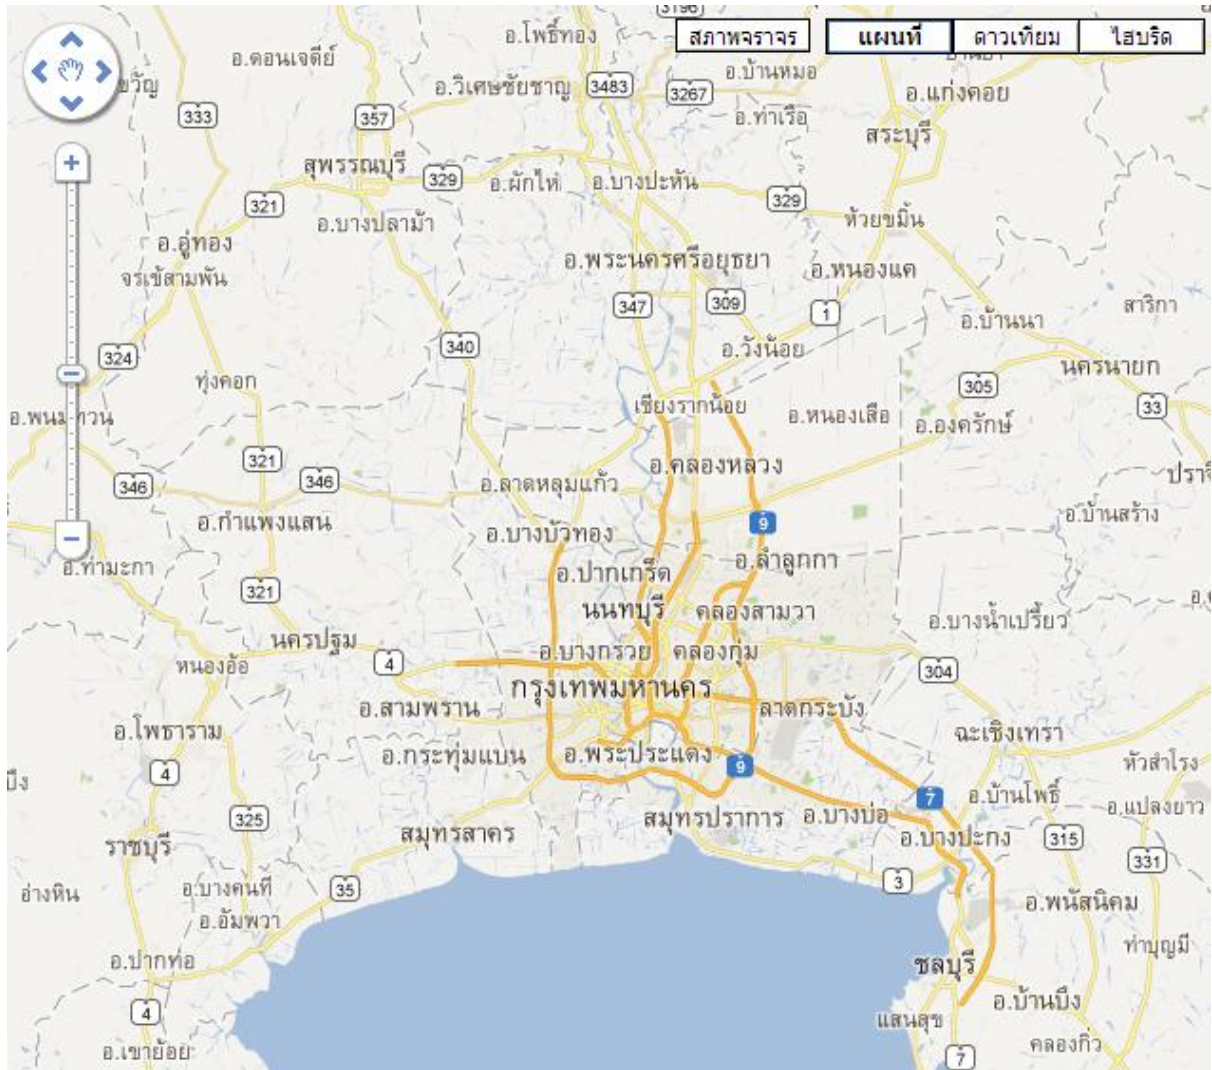 3196
อ.โพธิ์ทอง
สภาพจราจร
แผนที่
ดาวเทียม
ไฮบริด
อ.ดอนเจดีย์
อ.บ้านหมอ
ขวัญ
อ.วิเศษชัยชาญ
3483
3267
อ.แก่งคอย
333
357
อ.ท่าเรือ
สระบุรี
สุพรรณบุรี
329
อ.ผักไห่
อ.บางปะหัน
329
321
อ.บางปลาม้า
ห้วยขมิ้น
อ.อู่ทอง
อ.พระนครศรีอยุธยา
อ.หนองแค
จรเข้สามพัน
347
309
1
สาริกา
อ.บ้านนา
340
อ.วังน้อย
324
ทุ่งคอก
นครนายก
305
33
เชียงรากน้อย
อ.หนองเสือ
อ.องครักษ์
อ.พนมทวน
321
อ.คลองหลวง
346
346
อ.ลาดหลุมแก้ว
ปราจี
อ.กำแพงแสน
9
อ.บ้านสร้าง
อ.บางบัวทอง
อ.ท่ามะกา
อ.ปากเกร็ด
อ.ลำลูกกา
321
นนทบุรี
คลองสามวา
อ.บางน้ำเปรี้ยว
นครปฐม
หนองอ้อ
4
อ.บางกรวย
คลองกุ่ม
304
กรุงเทพมหานคร
อ.สามพราน
ลาดกระบัง
อ.โพธาราม
ฉะเชิงเทรา
อ.กระทุ่มแบน
อ.พระประแดง
9
หัวสำโรง
4
บึง
7
อ.บ้านโพธิ์
อ.แปลงยาว
325
สมุทรสาคร
สมุทรปราการ
อ.บางบ่อ
อ.บางปะกง
315
ราชบุรี
331
อ่างหิน
อ.บางคนที
35
3
อ.พนัสนิคม
อ.อัมพวา
ท่าบุญมี
อ.ปากท่อ
ชลบุรี
4
อ.บ้านบึง
แสนสุข
อ.เขาย้อย
7
คลองกิ่ว